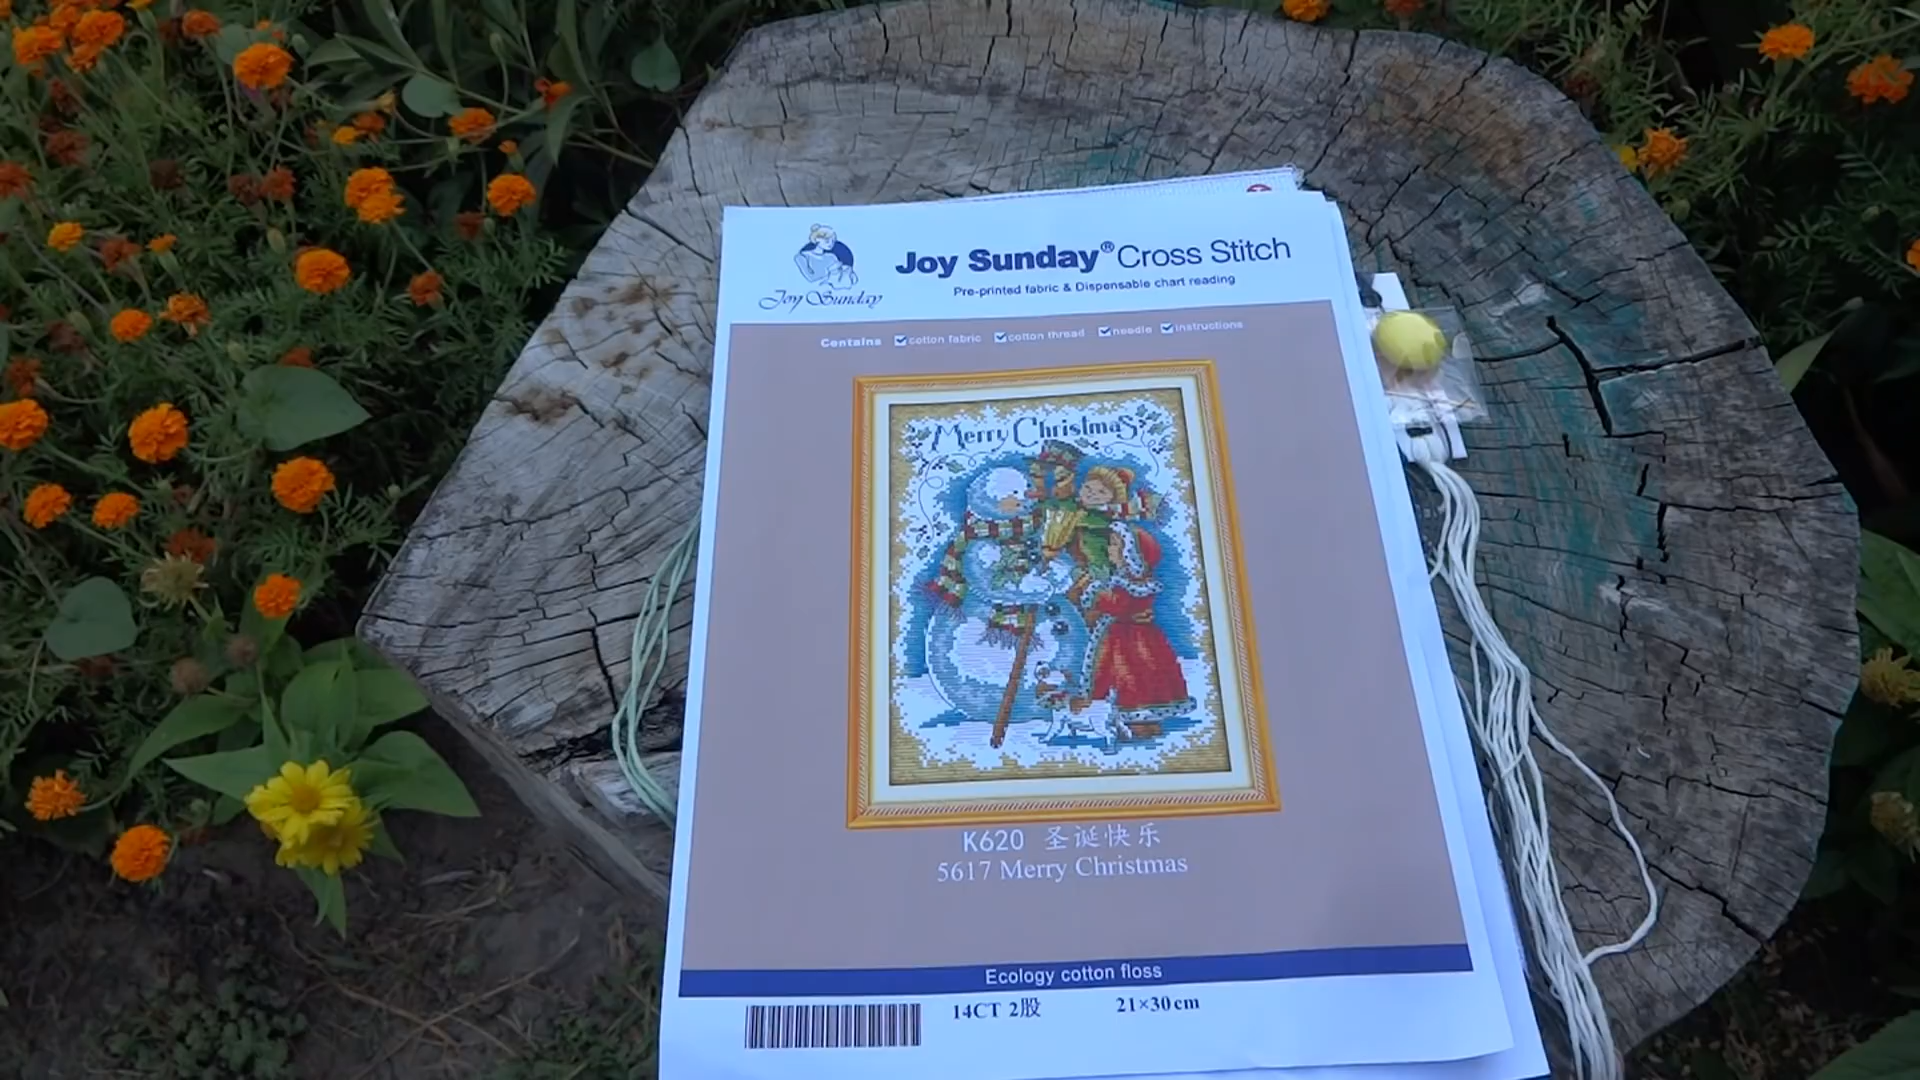 Joy Sunday
Joy Sunday® Cross Stitch
Pre-printed fabric & Dispensable chart reading
Contains cotton fabric cotton thread needle instructions
Merry Christmas
K620 圣诞快乐
5617 Merry Christmas
Ecology cotton floss
14CT 2股 21×30cm